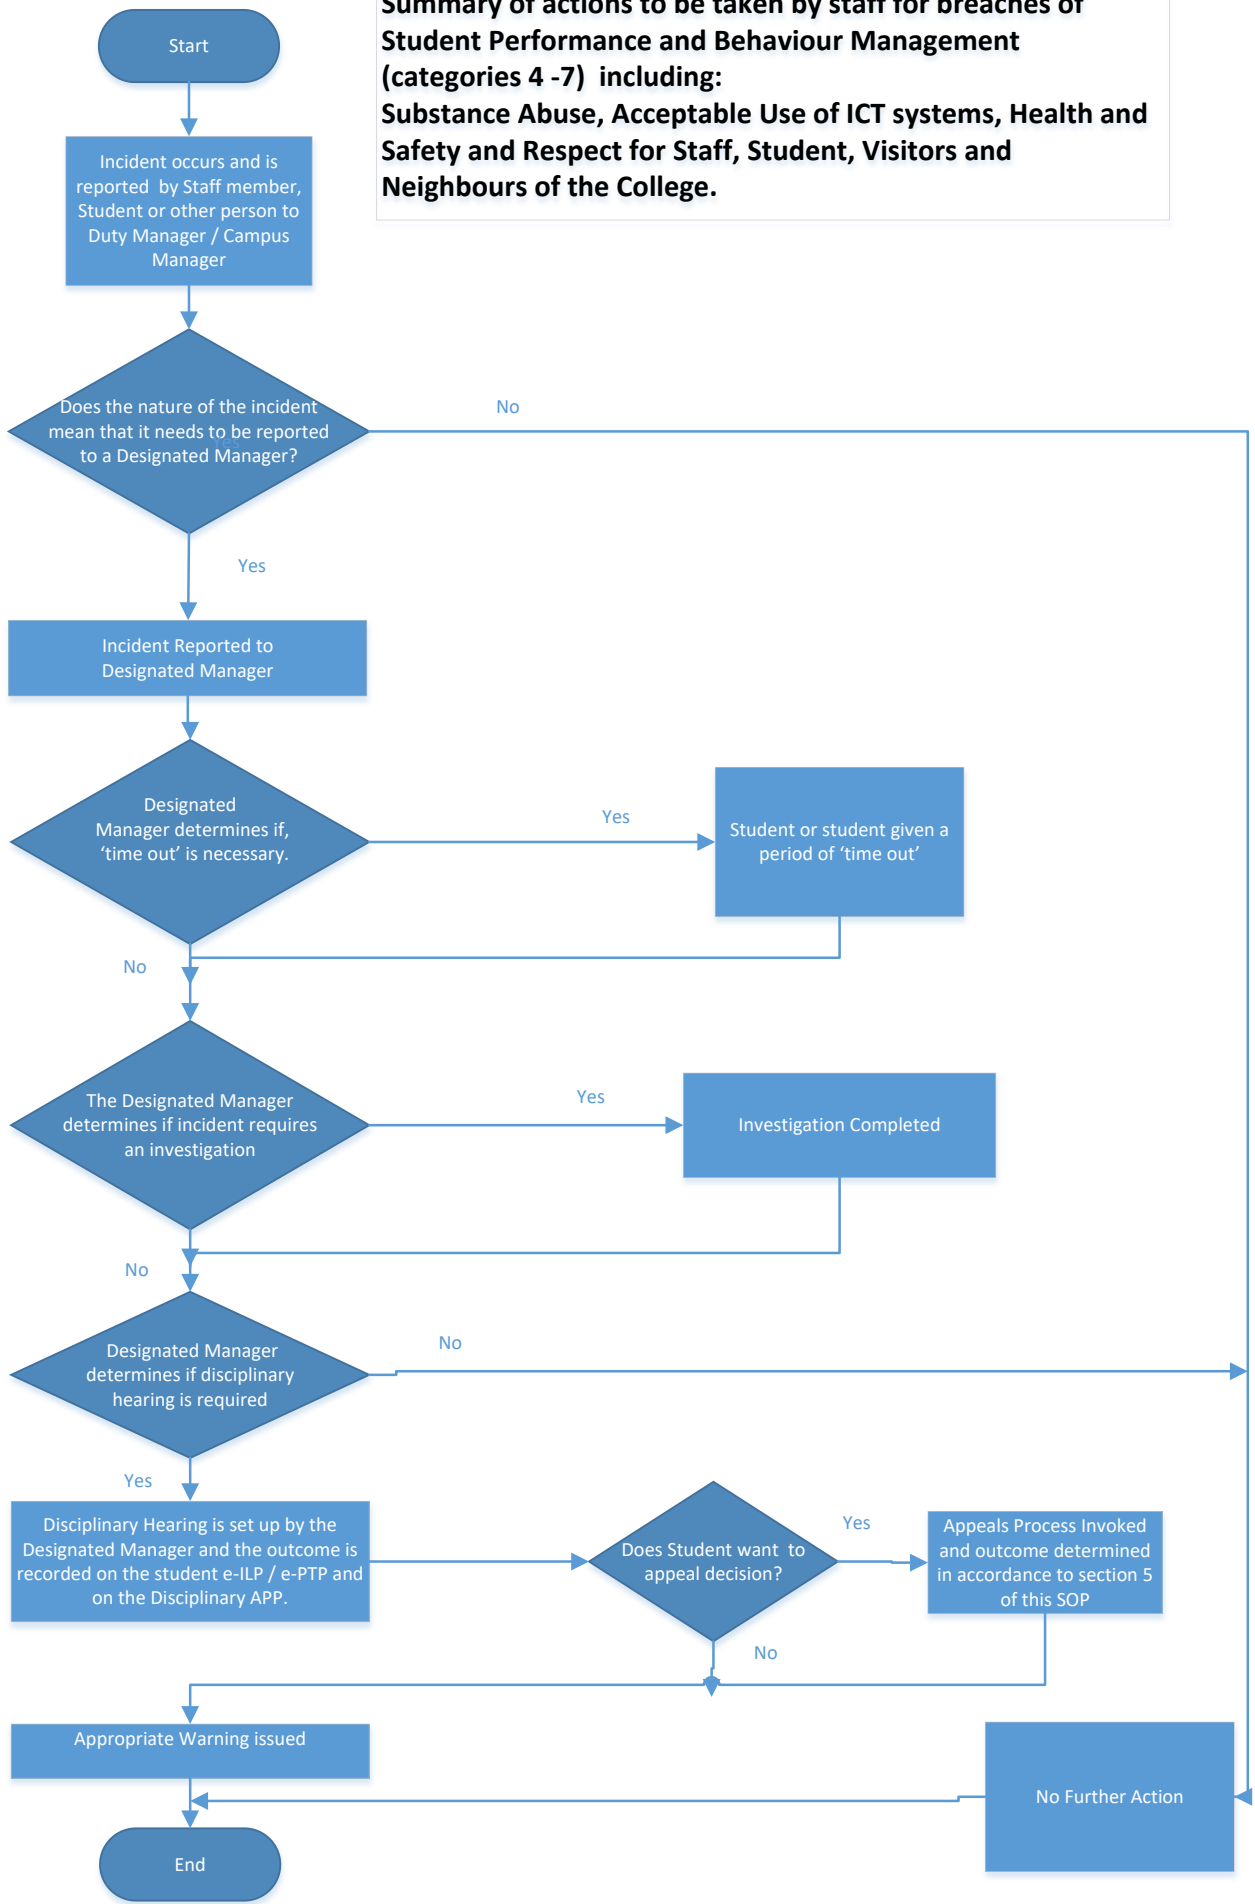 Summary of actions to be taken by staff for breaches of
Student Performance and Behaviour Management
(categories 4 -7)  including:
Substance Abuse, Acceptable Use of ICT systems, Health and
Safety and Respect for Staff, Student, Visitors and
Neighbours of the College.
Start
Incident occurs and is
reported  by Staff member,
Student or other person to
Duty Manager / Campus
Manager
Does the nature of the incident
mean that it needs to be reported
to a Designated Manager?
Yes
No
Yes
Incident Reported to
Designated Manager
Designated
Manager determines if,
‘time out’ is necessary.
Yes
Student or student given a
period of ‘time out’
No
The Designated Manager
determines if incident requires
an investigation
Yes
Investigation Completed
No
Designated Manager
determines if disciplinary
hearing is required
No
Yes
Disciplinary Hearing is set up by the
Designated Manager and the outcome is
recorded on the student e-ILP / e-PTP and
on the Disciplinary APP.
Does Student want  to
appeal decision?
Yes
Appeals Process Invoked
and outcome determined
in accordance to section 5
of this SOP
No
Appropriate Warning issued
No Further Action
End